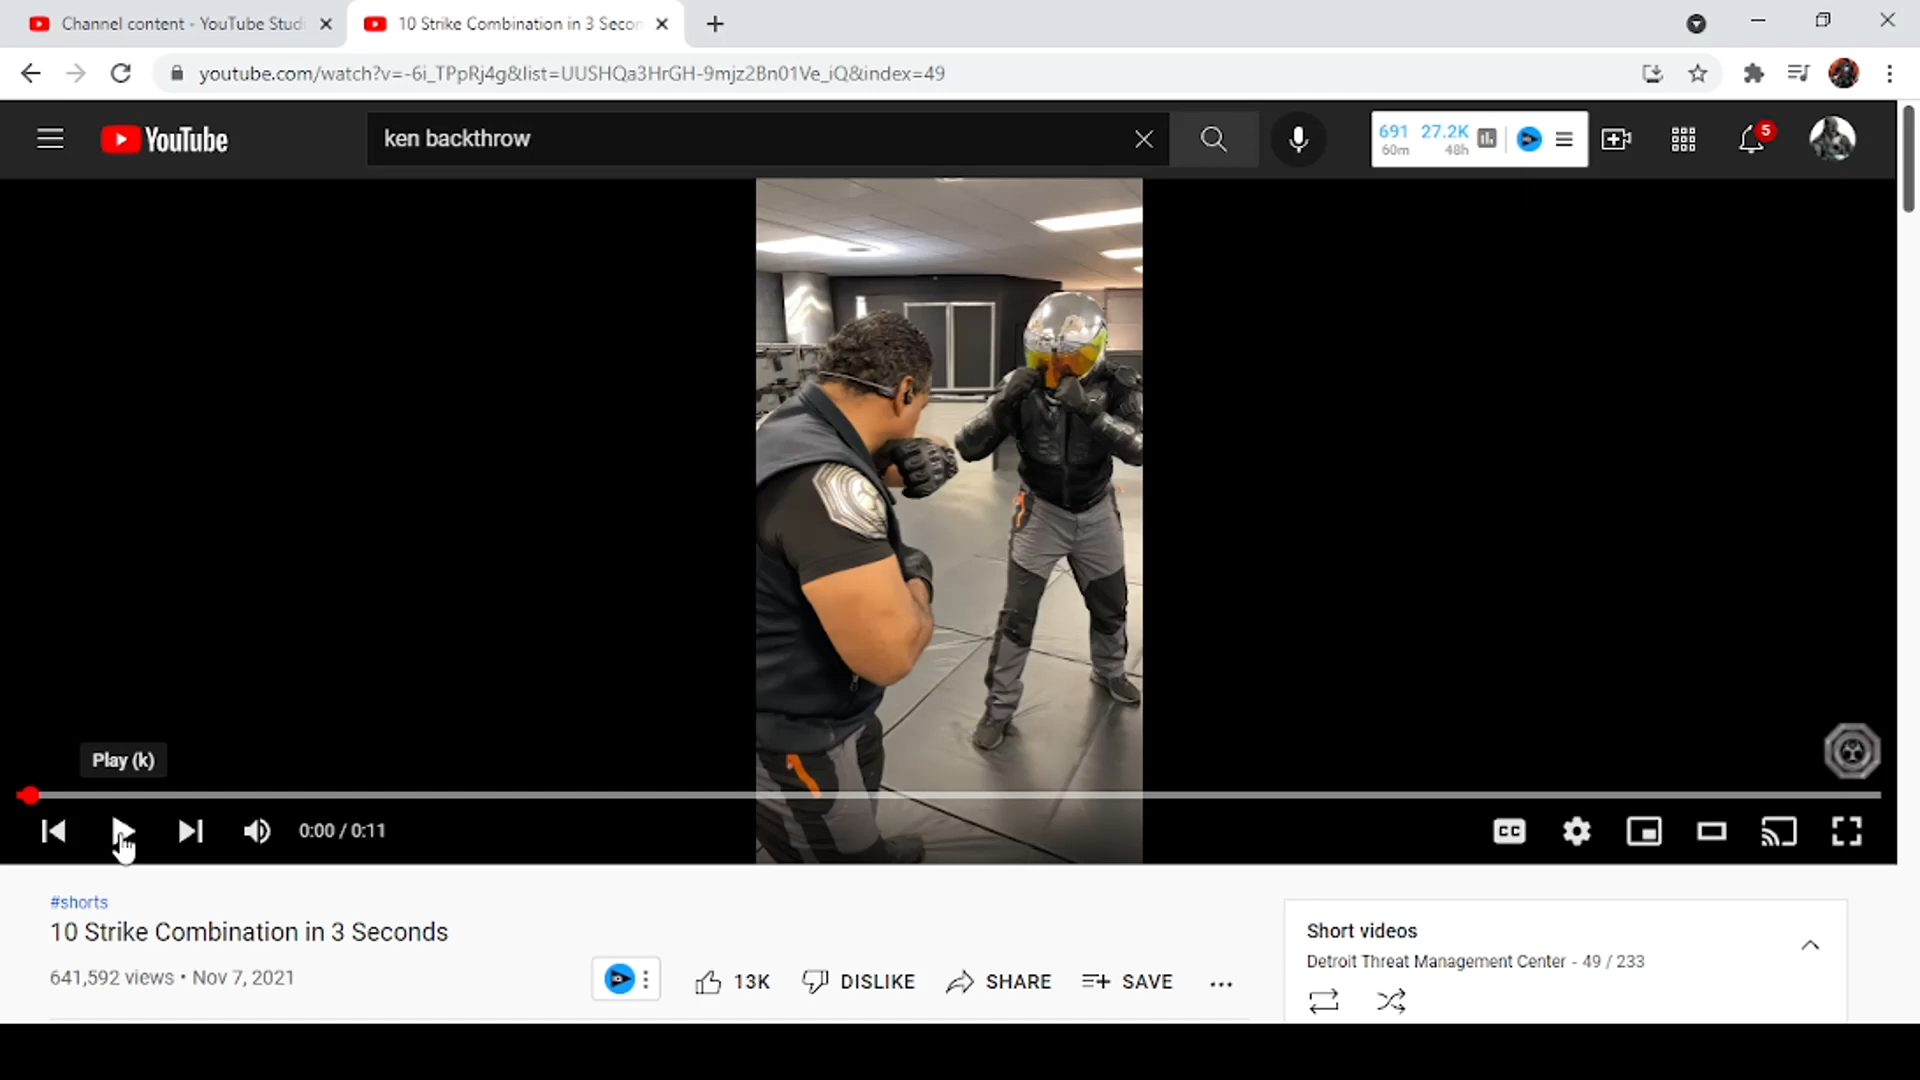 Channel content - YouTube Studi
10 Strike Combination in 3 Secon
youtube.com/watch?v=-6i_TPpRj4g&list=UUSHQa3HrGH-9mjz2Bn01Ve_iQ&index=49
YouTube
ken backthrow
691 27.2K
60m 48h
5
Play (k)
0:00 / 0:11
CC
#shorts
10 Strike Combination in 3 Seconds
641,592 views • Nov 7, 2021
13K DISLIKE SHARE SAVE
Short videos
Detroit Threat Management Center - 49 / 233